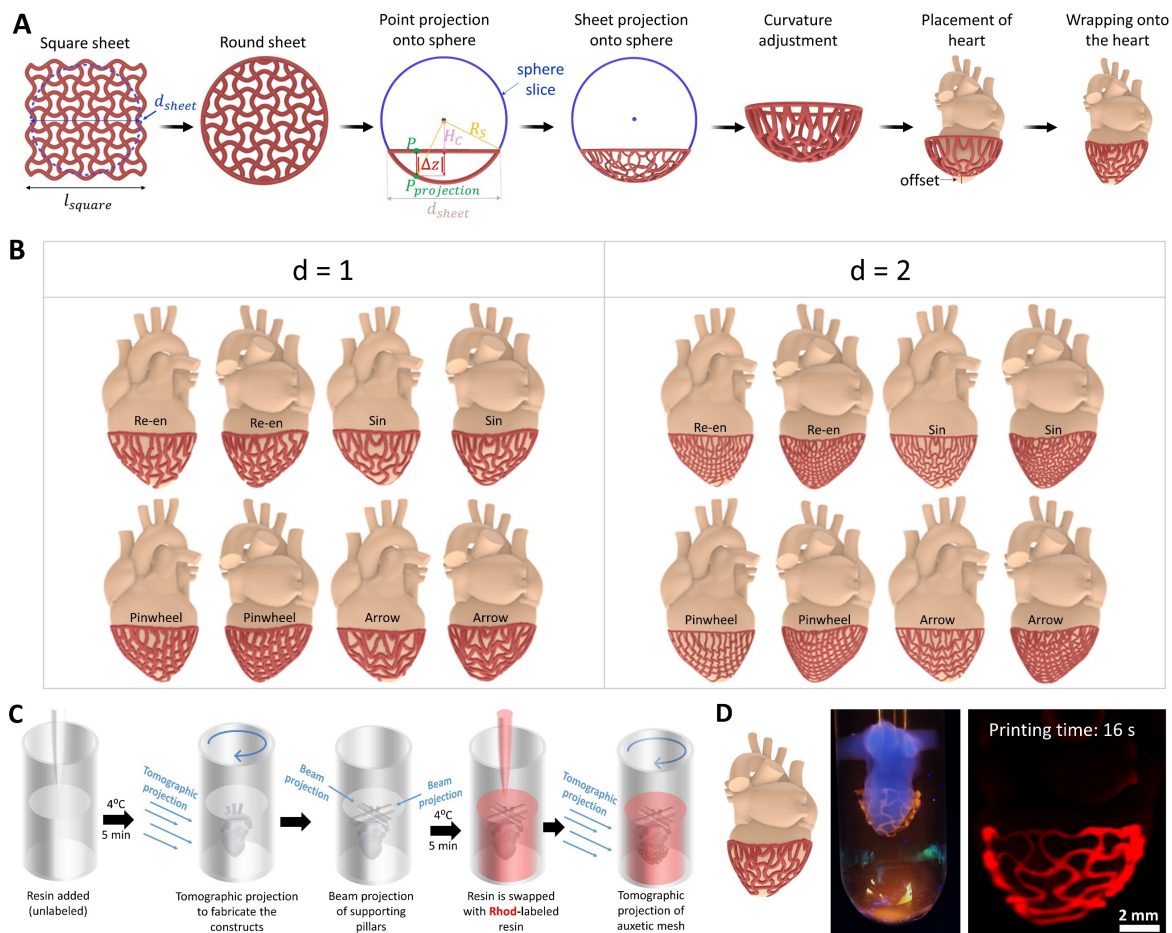 A
Square sheet
Round sheet
Point projection
onto sphere
Sheet projection
onto sphere
Curvature
adjustment
Placement of
heart
Wrapping onto
the heart
d_sheet
l_square
sphere
slice
R_S
H_C
P
Δz
P_projection
d_sheet
offset
B
d = 1
d = 2
Re-en
Re-en
Sin
Sin
Re-en
Re-en
Sin
Sin
Pinwheel
Pinwheel
Arrow
Arrow
Pinwheel
Pinwheel
Arrow
Arrow
C
4⁰C
5 min
Tomographic
projection
Beam
projection
Beam
projection
4⁰C
5 min
Tomographic
projection
Resin added
(unlabeled)
Tomographic projection
to fabricate the
constructs
Beam projection
of supporting
pillars
Resin is swapped
with Rhod-labeled
resin
Tomographic
projection of
auxetic mesh
D
Printing time: 16 s
2 mm